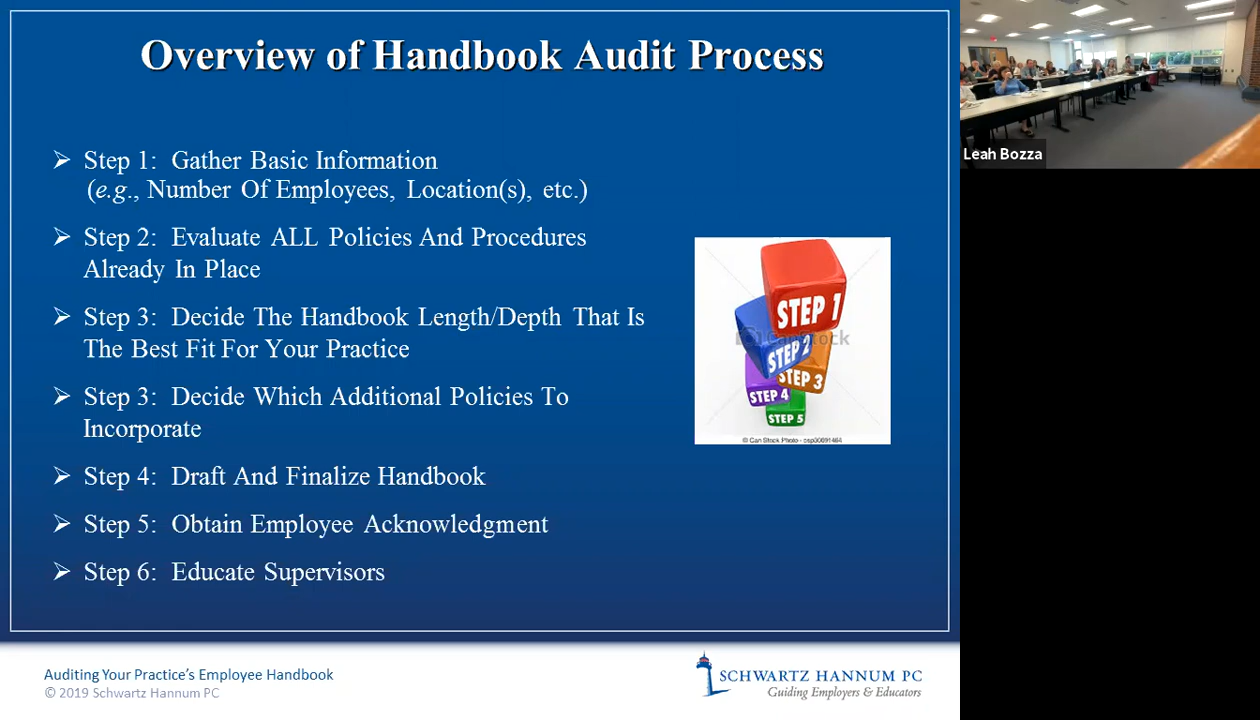 Overview of Handbook Audit Process
➢ Step 1: Gather Basic Information
(e.g., Number Of Employees, Location(s), etc.)
➢ Step 2: Evaluate ALL Policies And Procedures
Already In Place
➢ Step 3: Decide The Handbook Length/Depth That Is
The Best Fit For Your Practice
➢ Step 3: Decide Which Additional Policies To
Incorporate
➢ Step 4: Draft And Finalize Handbook
➢ Step 5: Obtain Employee Acknowledgment
➢ Step 6: Educate Supervisors
STEP 1
STEP 2
STEP 3
STEP 4
STEP 5
© Can Stock Photo - csp30691484
Auditing Your Practice's Employee Handbook
© 2019 Schwartz Hannum PC
SCHWARTZ HANNUM PC
Guiding Employers & Educators
Leah Bozza